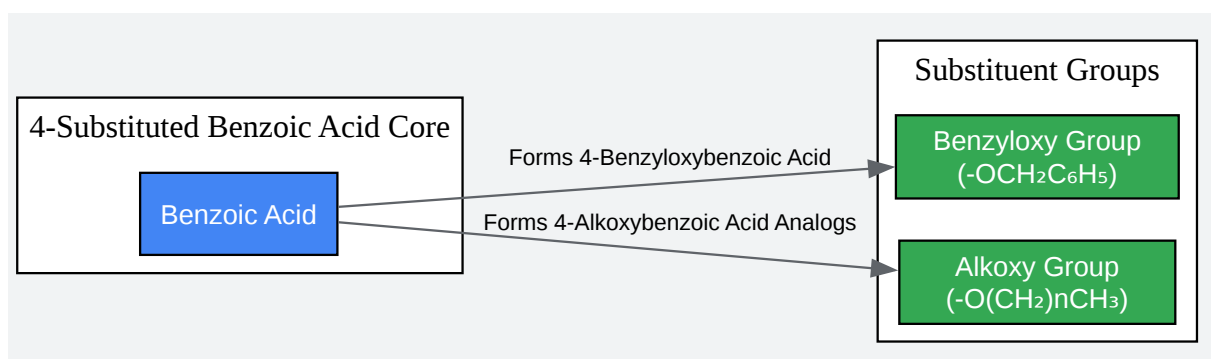 4-Substituted Benzoic Acid Core
Benzoic Acid
Forms 4-Benzyloxybenzoic Acid
Forms 4-Alkoxybenzoic Acid Analogs
Substituent Groups
Benzyloxy Group
(-OCH₂C₆H₅)
Alkoxy Group
(-O(CH₂)nCH₃)